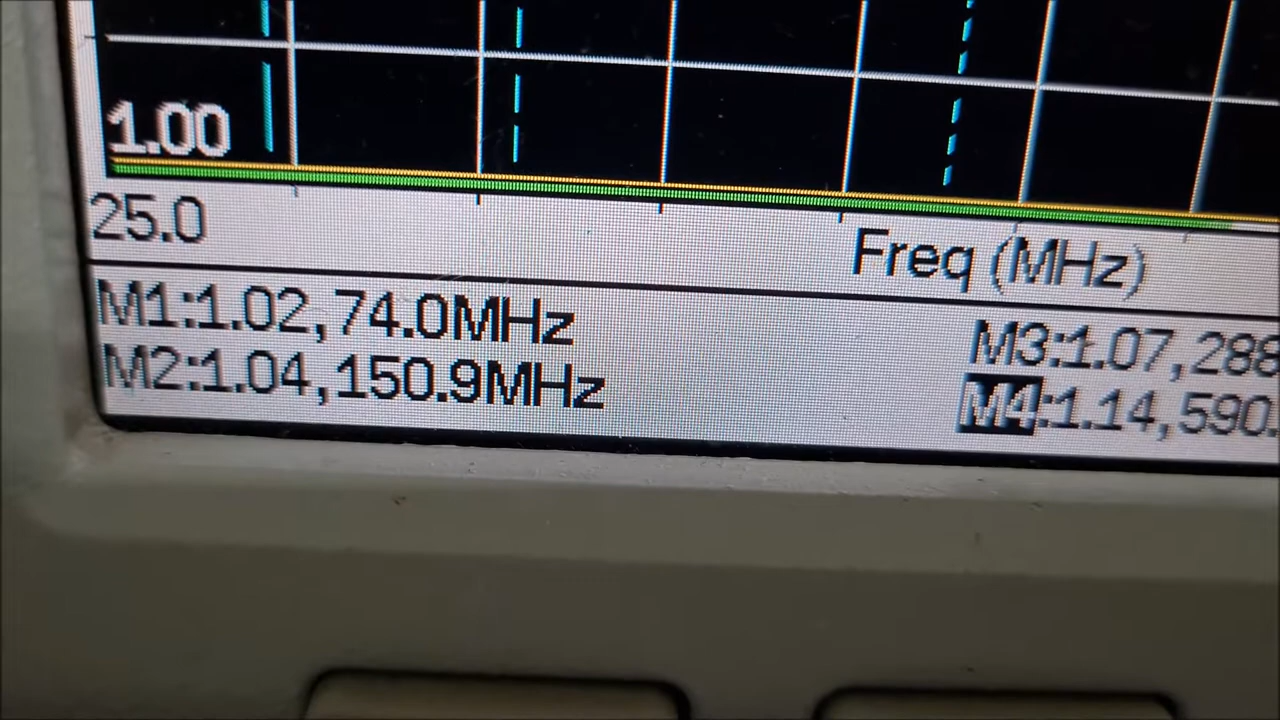 1.00
25.0
Freq (MHz)
M1:1.02,74.0MHz
M2:1.04,150.9MHz
M3:1.07,288
M4:1.14,590.